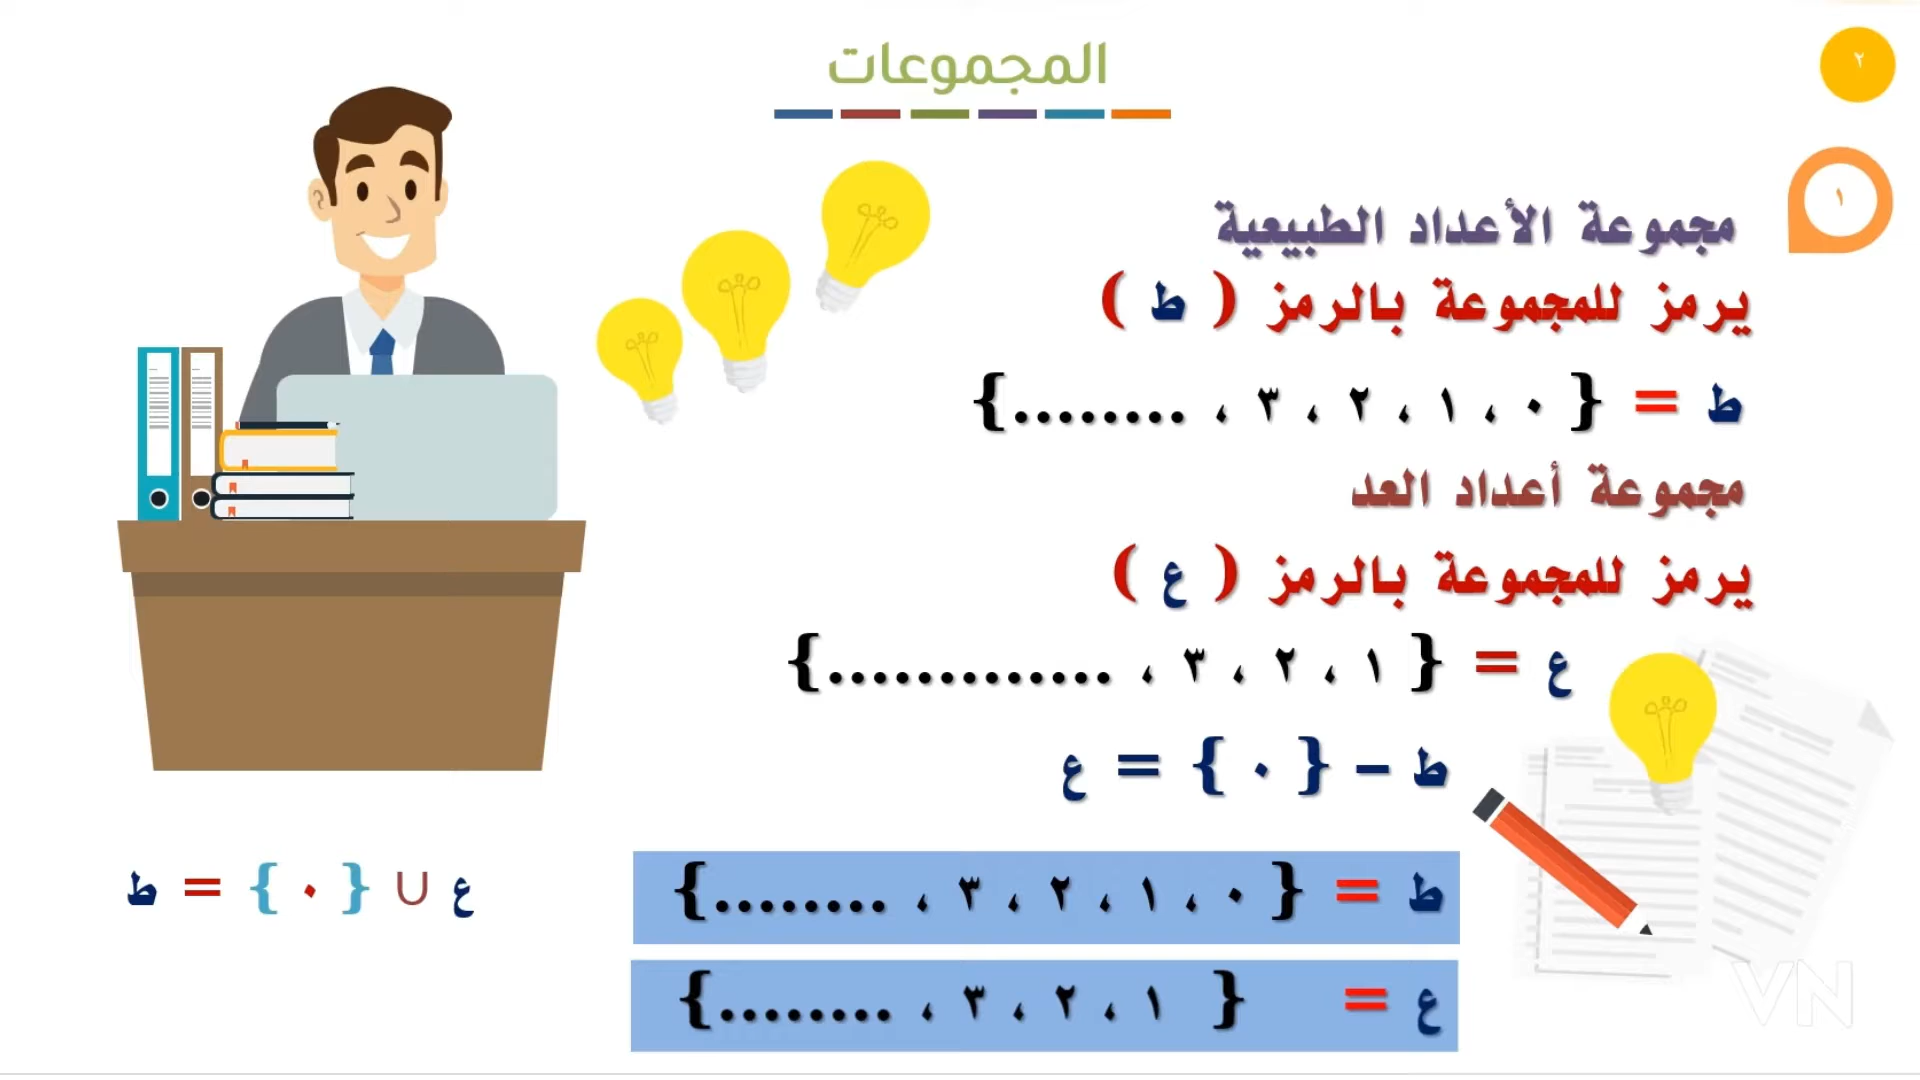 المجموعات
٢
١
مجموعة الأعداد الطبيعية
يرمز للمجموعة بالرمز ( ط )
ط = { ٠ ، ١ ، ٢ ، ٣ ، ........}
مجموعة أعداد العد
يرمز للمجموعة بالرمز ( ع )
ع = { ١ ، ٢ ، ٣ ، .............}
ط – { ٠ } = ع
ط = { ٠ ، ١ ، ٢ ، ٣ ، ........}
ع ∪ { ٠ } = ط
ع = { ١ ، ٢ ، ٣ ، ........}
VN